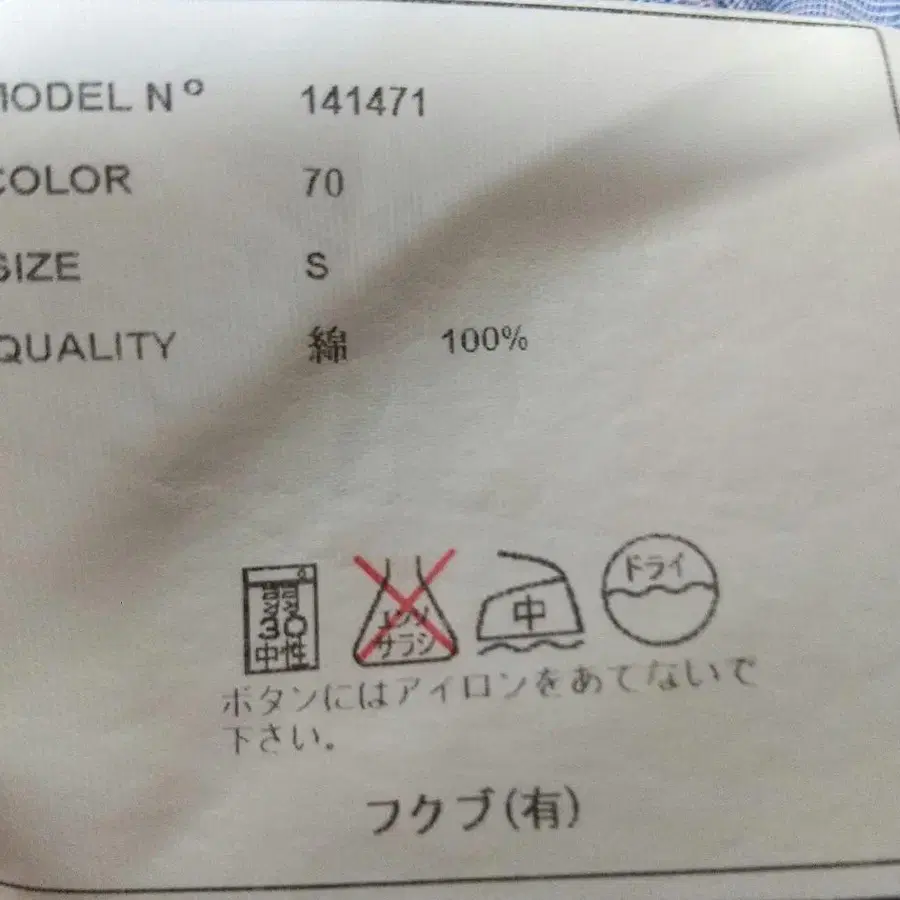 MODEL Nº 141471
COLOR 70
SIZE S
QUALITY 綿 100%
エンソ
サラシ
中
ドライ
中性
ボタンにはアイロンをあてないで
下さい。
フクブ(有)